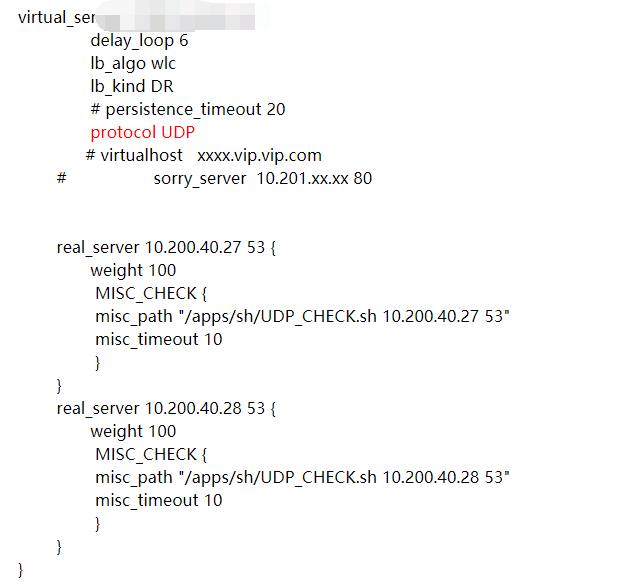 virtual_ser
delay_loop 6
lb_algo wlc
lb_kind DR
# persistence_timeout 20
protocol UDP
# virtualhost   xxxx.vip.vip.com
#                    sorry_server  10.201.xx.xx 80
real_server 10.200.40.27 53 {
weight 100
MISC_CHECK {
misc_path "/apps/sh/UDP_CHECK.sh 10.200.40.27 53"
misc_timeout 10
}
}
real_server 10.200.40.28 53 {
weight 100
MISC_CHECK {
misc_path "/apps/sh/UDP_CHECK.sh 10.200.40.28 53"
misc_timeout 10
}
}
}